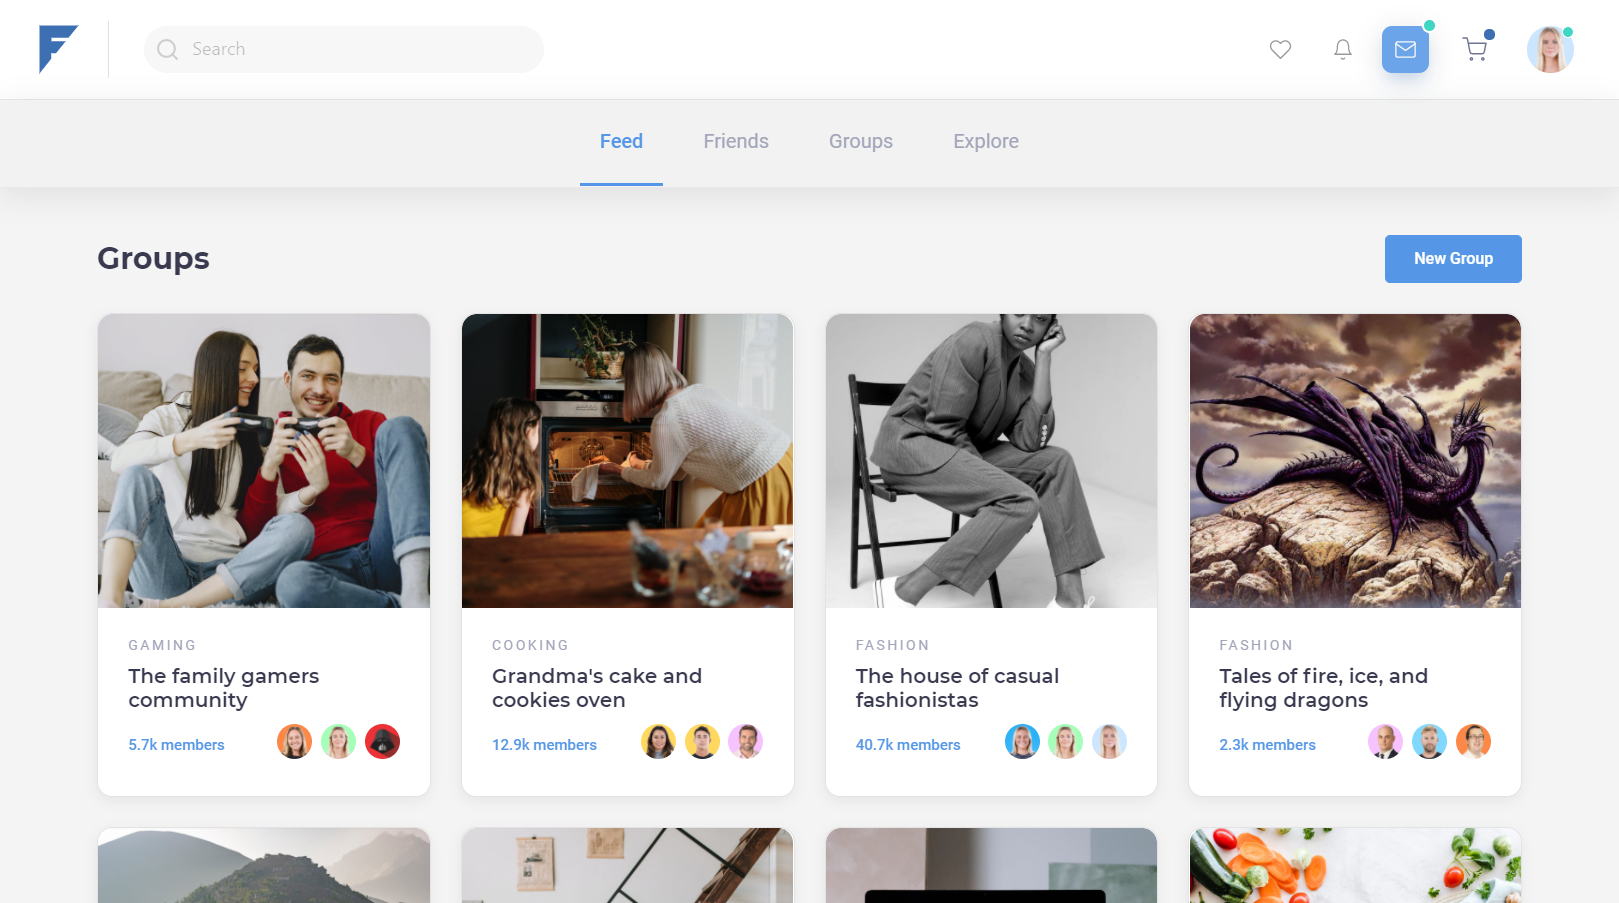 Search
Feed
Friends
Groups
Explore
Groups
New Group
GAMING
The family gamers
community
5.7k members
COOKING
Grandma's cake and
cookies oven
12.9k members
FASHION
The house of casual
fashionistas
40.7k members
FASHION
Tales of fire, ice, and
flying dragons
2.3k members